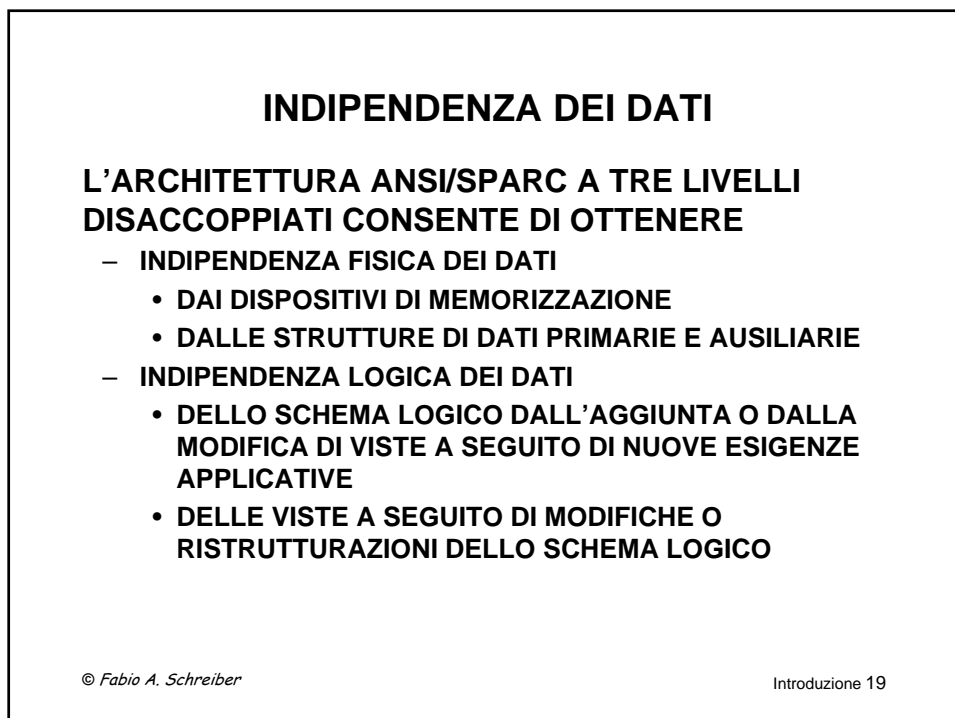 INDIPENDENZA DEI DATI
L’ARCHITETTURA ANSI/SPARC A TRE LIVELLI
DISACCOPPIATI CONSENTE DI OTTENERE
– INDIPENDENZA FISICA DEI DATI
• DAI DISPOSITIVI DI MEMORIZZAZIONE
• DALLE STRUTTURE DI DATI PRIMARIE E AUSILIARIE
– INDIPENDENZA LOGICA DEI DATI
• DELLO SCHEMA LOGICO DALL’AGGIUNTA O DALLA
MODIFICA DI VISTE A SEGUITO DI NUOVE ESIGENZE
APPLICATIVE
• DELLE VISTE A SEGUITO DI MODIFICHE O
RISTRUTTURAZIONI DELLO SCHEMA LOGICO
© Fabio A. Schreiber
Introduzione 19